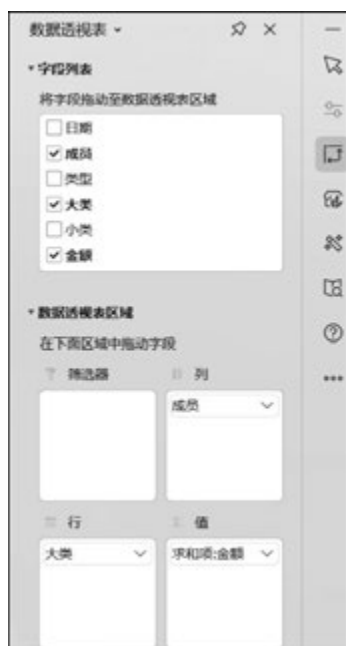 数据透视表
字段列表
将字段拖动至数据透视表区域
日期
成员
类型
大类
小类
金额
数据透视表区域
在下面区域中拖动字段
筛选器 列
成员
行 值
大类 求和项:金额